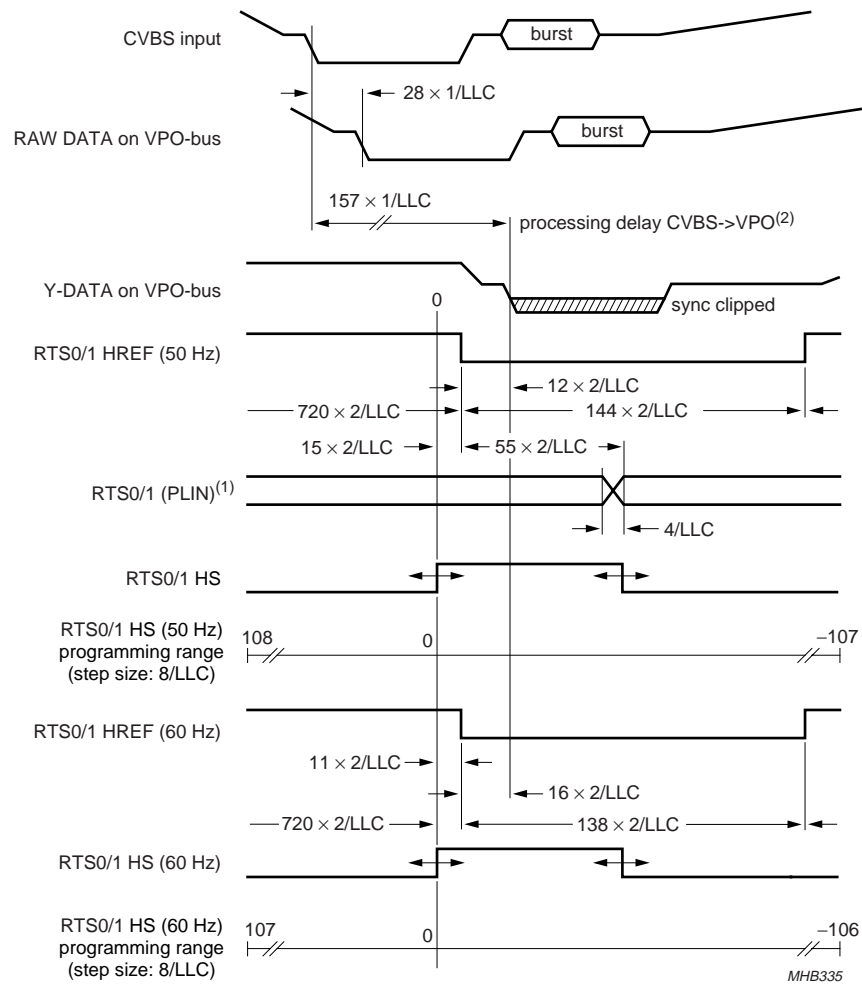 CVBS input
burst
28 × 1/LLC
RAW DATA on VPO-bus
burst
157 × 1/LLC
processing delay CVBS->VPO(2)
Y-DATA on VPO-bus
0
sync clipped
RTS0/1 HREF (50 Hz)
12 × 2/LLC
720 × 2/LLC
144 × 2/LLC
15 × 2/LLC
55 × 2/LLC
RTS0/1 (PLIN)(1)
4/LLC
RTS0/1 HS
RTS0/1 HS (50 Hz)
programming range
(step size: 8/LLC)
108
0
−107
RTS0/1 HREF (60 Hz)
11 × 2/LLC
16 × 2/LLC
720 × 2/LLC
138 × 2/LLC
RTS0/1 HS (60 Hz)
RTS0/1 HS (60 Hz)
programming range
(step size: 8/LLC)
107
0
−106
MHB335